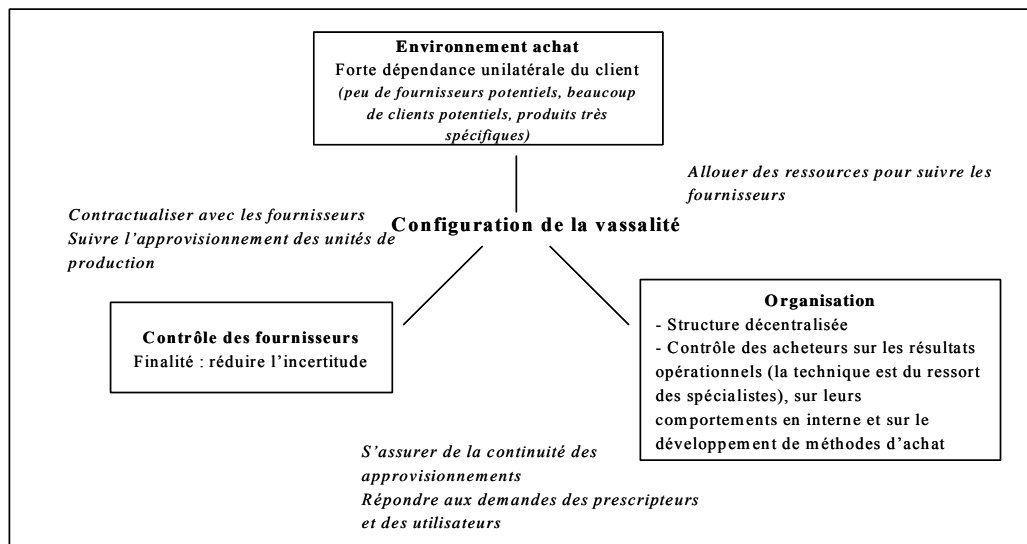 Environnement achat
Forte dépendance unilatérale du client
(peu de fournisseurs potentiels, beaucoup
de clients potentiels, produits très
spécifiques)
Allouer des ressources pour suivre les
fournisseurs
Contractualiser avec les fournisseurs
Suivre l’approvisionnement des unités de
production
Configuration de la vassalité
Contrôle des fournisseurs
Finalité : réduire l’incertitude
Organisation
- Structure décentralisée
- Contrôle des acheteurs sur les résultats
opérationnels (la technique est du ressort
des spécialistes), sur leurs
comportements en interne et sur le
développement de méthodes d’achat
S’assurer de la continuité des
approvisionnements
Répondre aux demandes des prescripteurs
et des utilisateurs